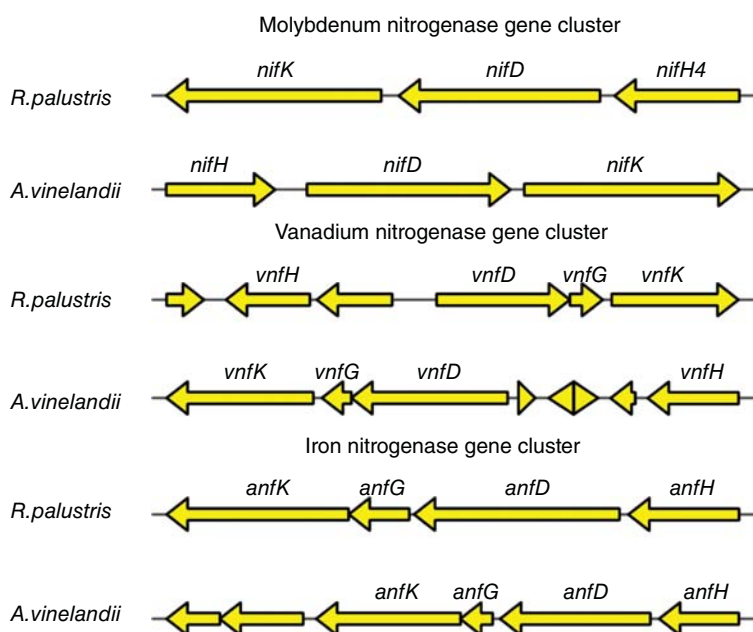 Molybdenum nitrogenase gene cluster
nifK nifD nifH4
R.palustris
nifH nifD nifK
A.vinelandii
Vanadium nitrogenase gene cluster
vnfH vnfD vnfG vnfK
R.palustris
vnfK vnfG vnfD vnfH
A.vinelandii
Iron nitrogenase gene cluster
anfK anfG anfD anfH
R.palustris
anfK anfG anfD anfH
A.vinelandii